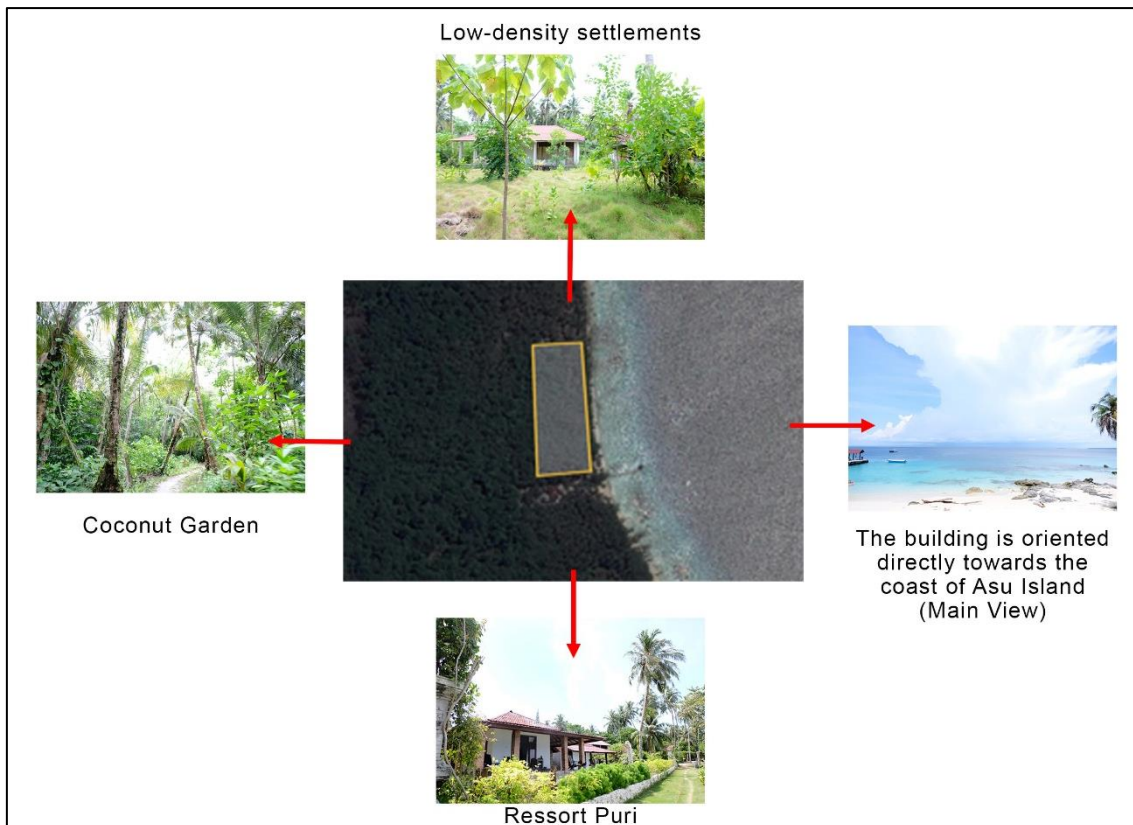 Low-density settlements
Coconut Garden
The building is oriented
directly towards the
coast of Asu Island
(Main View)
Ressort Puri